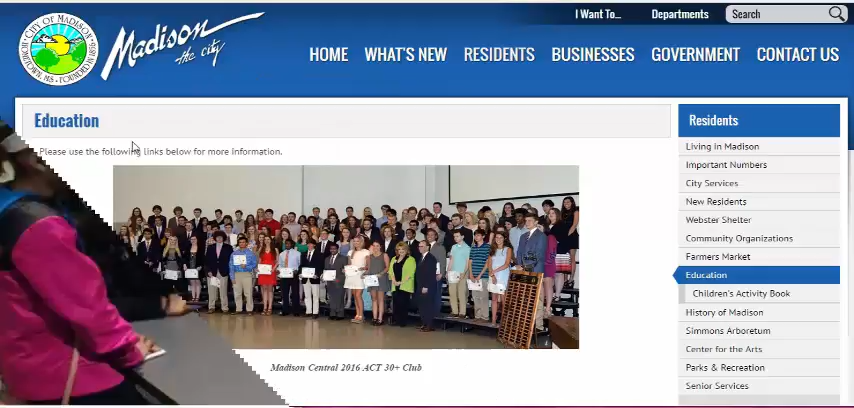 CITY OF MADISON
Madison
the city
I Want To...
Departments
Search
HOME
WHAT'S NEW
RESIDENTS
BUSINESSES
GOVERNMENT
CONTACT US
Education
Please use the following links below for more information.
Madison Central 2016 ACT 30+ Club
Residents
Living in Madison
Important Numbers
City Services
New Residents
Webster Shelter
Community Organizations
Farmers Market
Education
Children's Activity Book
History of Madison
Simmons Arboretum
Center for the Arts
Parks & Recreation
Senior Services